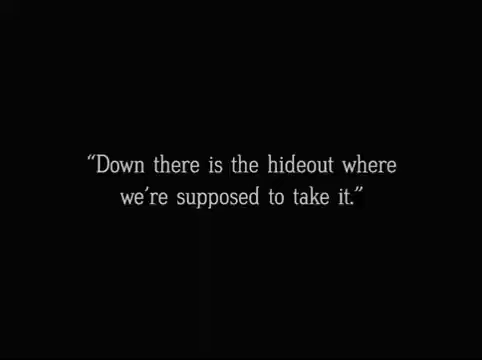 “Down there is the hideout where
we’re supposed to take it.”